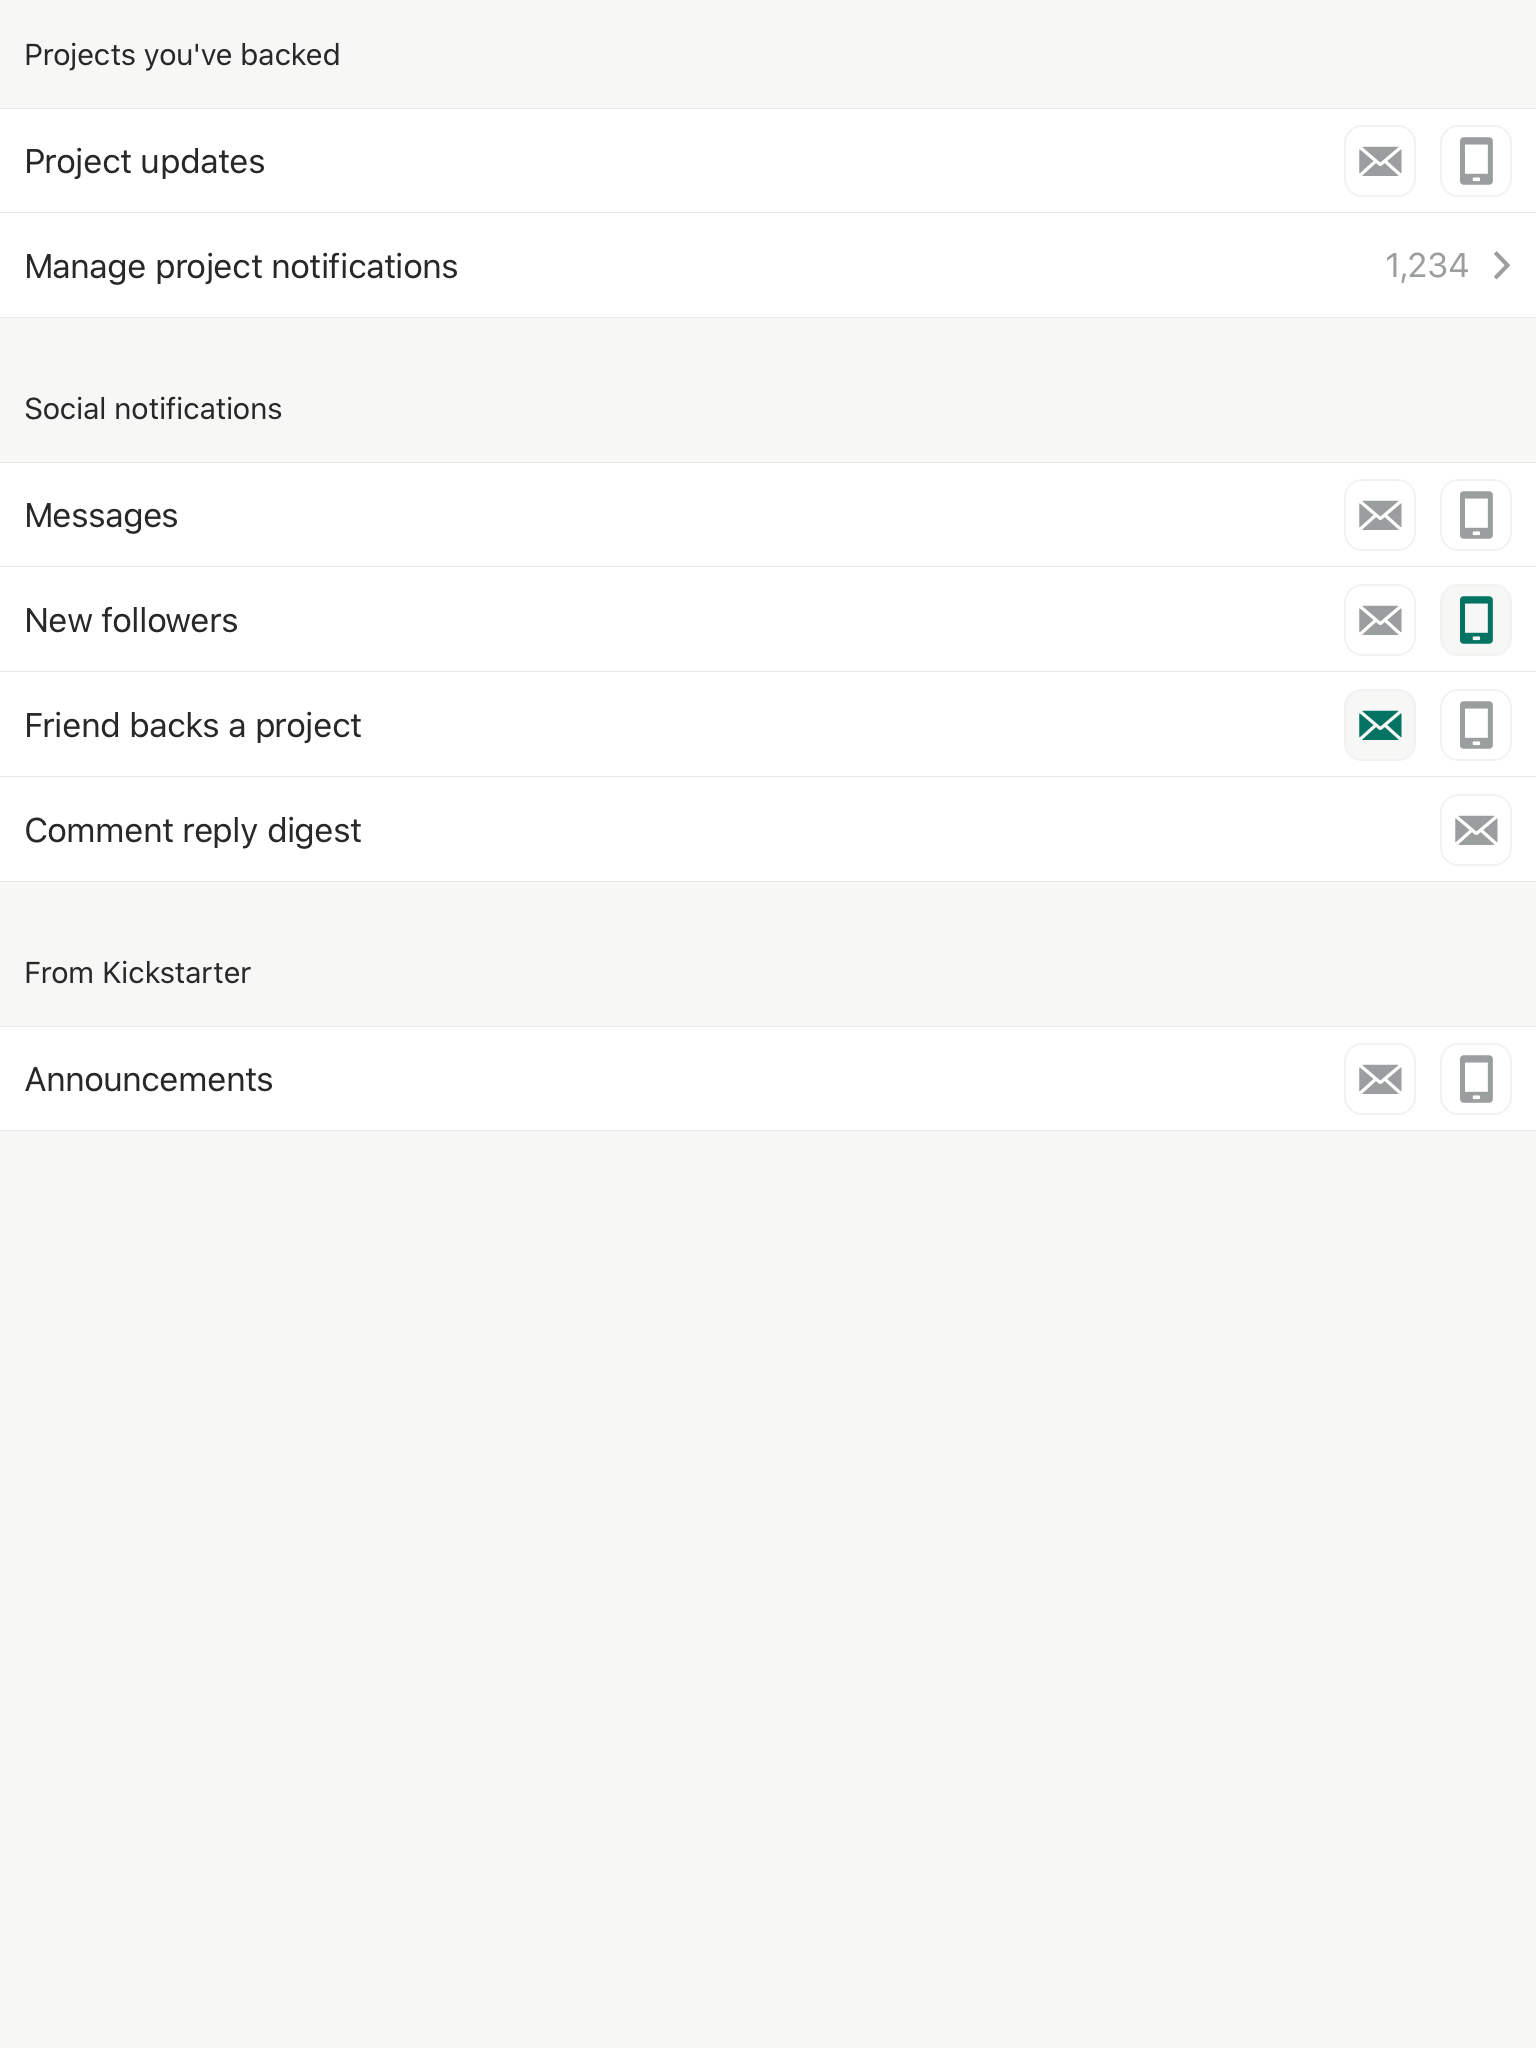 Projects you've backed
Project updates
Manage project notifications 1,234
Social notifications
Messages
New followers
Friend backs a project
Comment reply digest
From Kickstarter
Announcements